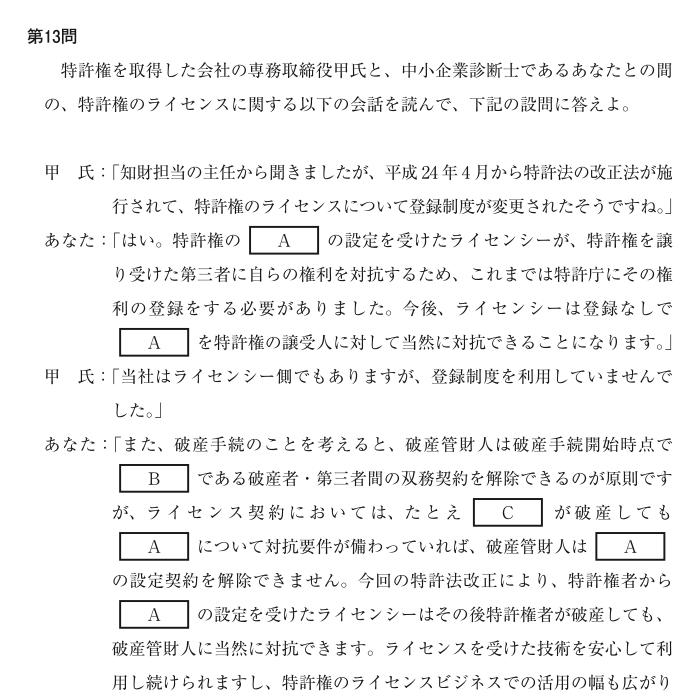 第13問
特許権を取得した会社の専務取締役甲氏と、中小企業診断士であるあなたとの間
の、特許権のライセンスに関する以下の会話を読んで、下記の設問に答えよ。
甲　氏：「知財担当の主任から聞きましたが、平成 24 年 4 月から特許法の改正法が施
行されて、特許権のライセンスについて登録制度が変更されたそうですね。」
あなた：「はい。特許権の A の設定を受けたライセンシーが、特許権を譲
り受けた第三者に自らの権利を対抗するため、これまでは特許庁にその権
利の登録をする必要がありました。今後、ライセンシーは登録なしで
A を特許権の譲受人に対して当然に対抗できることになります。」
甲　氏：「当社はライセンシー側でもありますが、登録制度を利用していませんで
した。」
あなた：「また、破産手続のことを考えると、破産管財人は破産手続開始時点で
B である破産者・第三者間の双務契約を解除できるのが原則です
が、ライセンス契約においては、たとえ C が破産しても
A について対抗要件が備わっていれば、破産管財人は A
の設定契約を解除できません。今回の特許法改正により、特許権者から
A の設定を受けたライセンシーはその後特許権者が破産しても、
破産管財人に当然に対抗できます。ライセンスを受けた技術を安心して利
用し続けられますし、特許権のライセンスビジネスでの活用の幅も広がり